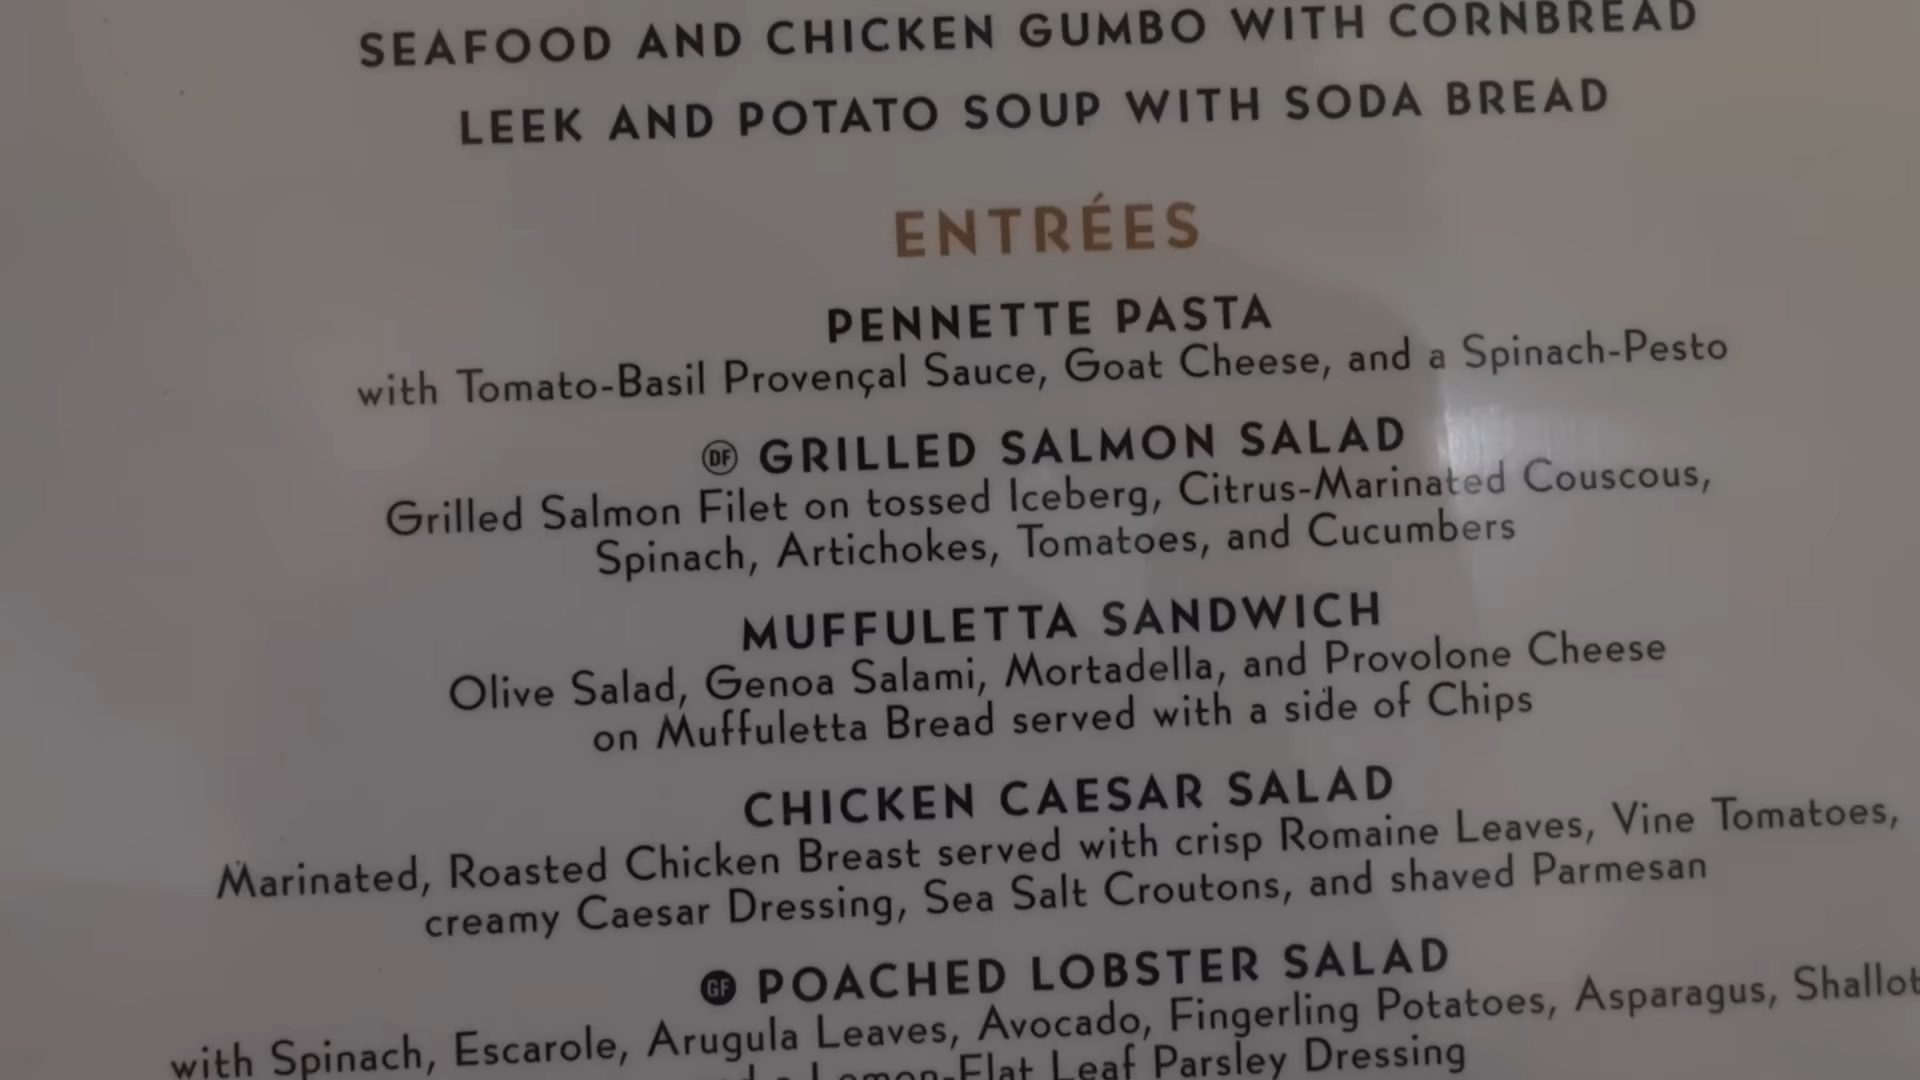 SEAFOOD AND CHICKEN GUMBO WITH CORNBREAD
LEEK AND POTATO SOUP WITH SODA BREAD
ENTRÉES
PENNETTE PASTA
with Tomato-Basil Provençal Sauce, Goat Cheese, and a Spinach-Pesto
DF GRILLED SALMON SALAD
Grilled Salmon Filet on tossed Iceberg, Citrus-Marinated Couscous,
Spinach, Artichokes, Tomatoes, and Cucumbers
MUFFULETTA SANDWICH
Olive Salad, Genoa Salami, Mortadella, and Provolone Cheese
on Muffuletta Bread served with a side of Chips
CHICKEN CAESAR SALAD
Marinated, Roasted Chicken Breast served with crisp Romaine Leaves, Vine Tomatoes,
creamy Caesar Dressing, Sea Salt Croutons, and shaved Parmesan
GF POACHED LOBSTER SALAD
with Spinach, Escarole, Arugula Leaves, Avocado, Fingerling Potatoes, Asparagus, Shallot
Lemon-Flat Leaf Parsley Dressing